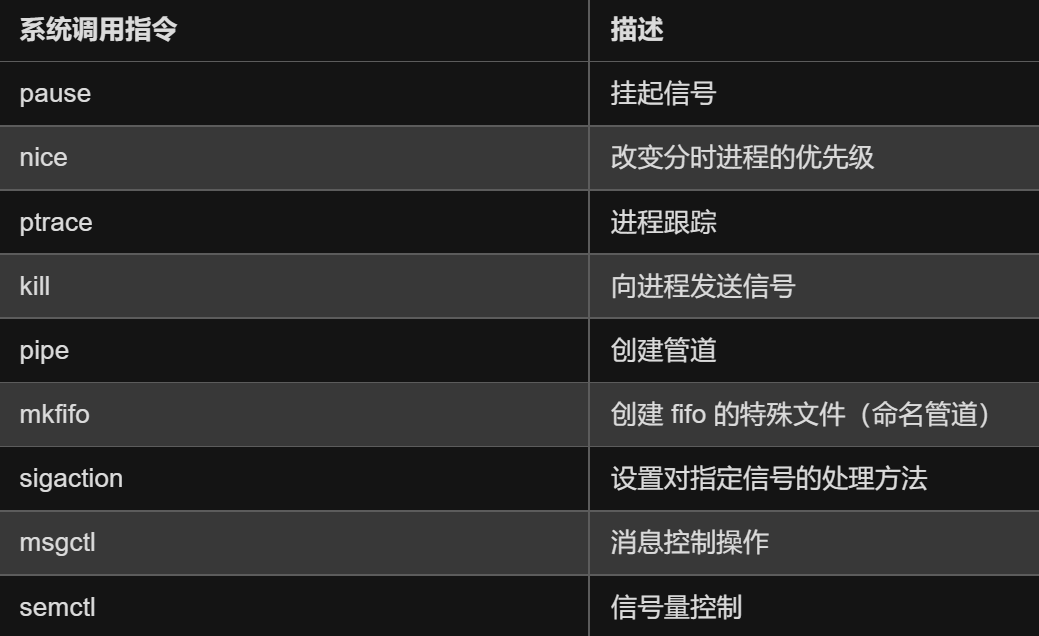 系统调用指令 描述
pause 挂起信号
nice 改变分时进程的优先级
ptrace 进程跟踪
kill 向进程发送信号
pipe 创建管道
mkfifo 创建 fifo 的特殊文件（命名管道）
sigaction 设置对指定信号的处理方法
msgctl 消息控制操作
semctl 信号量控制